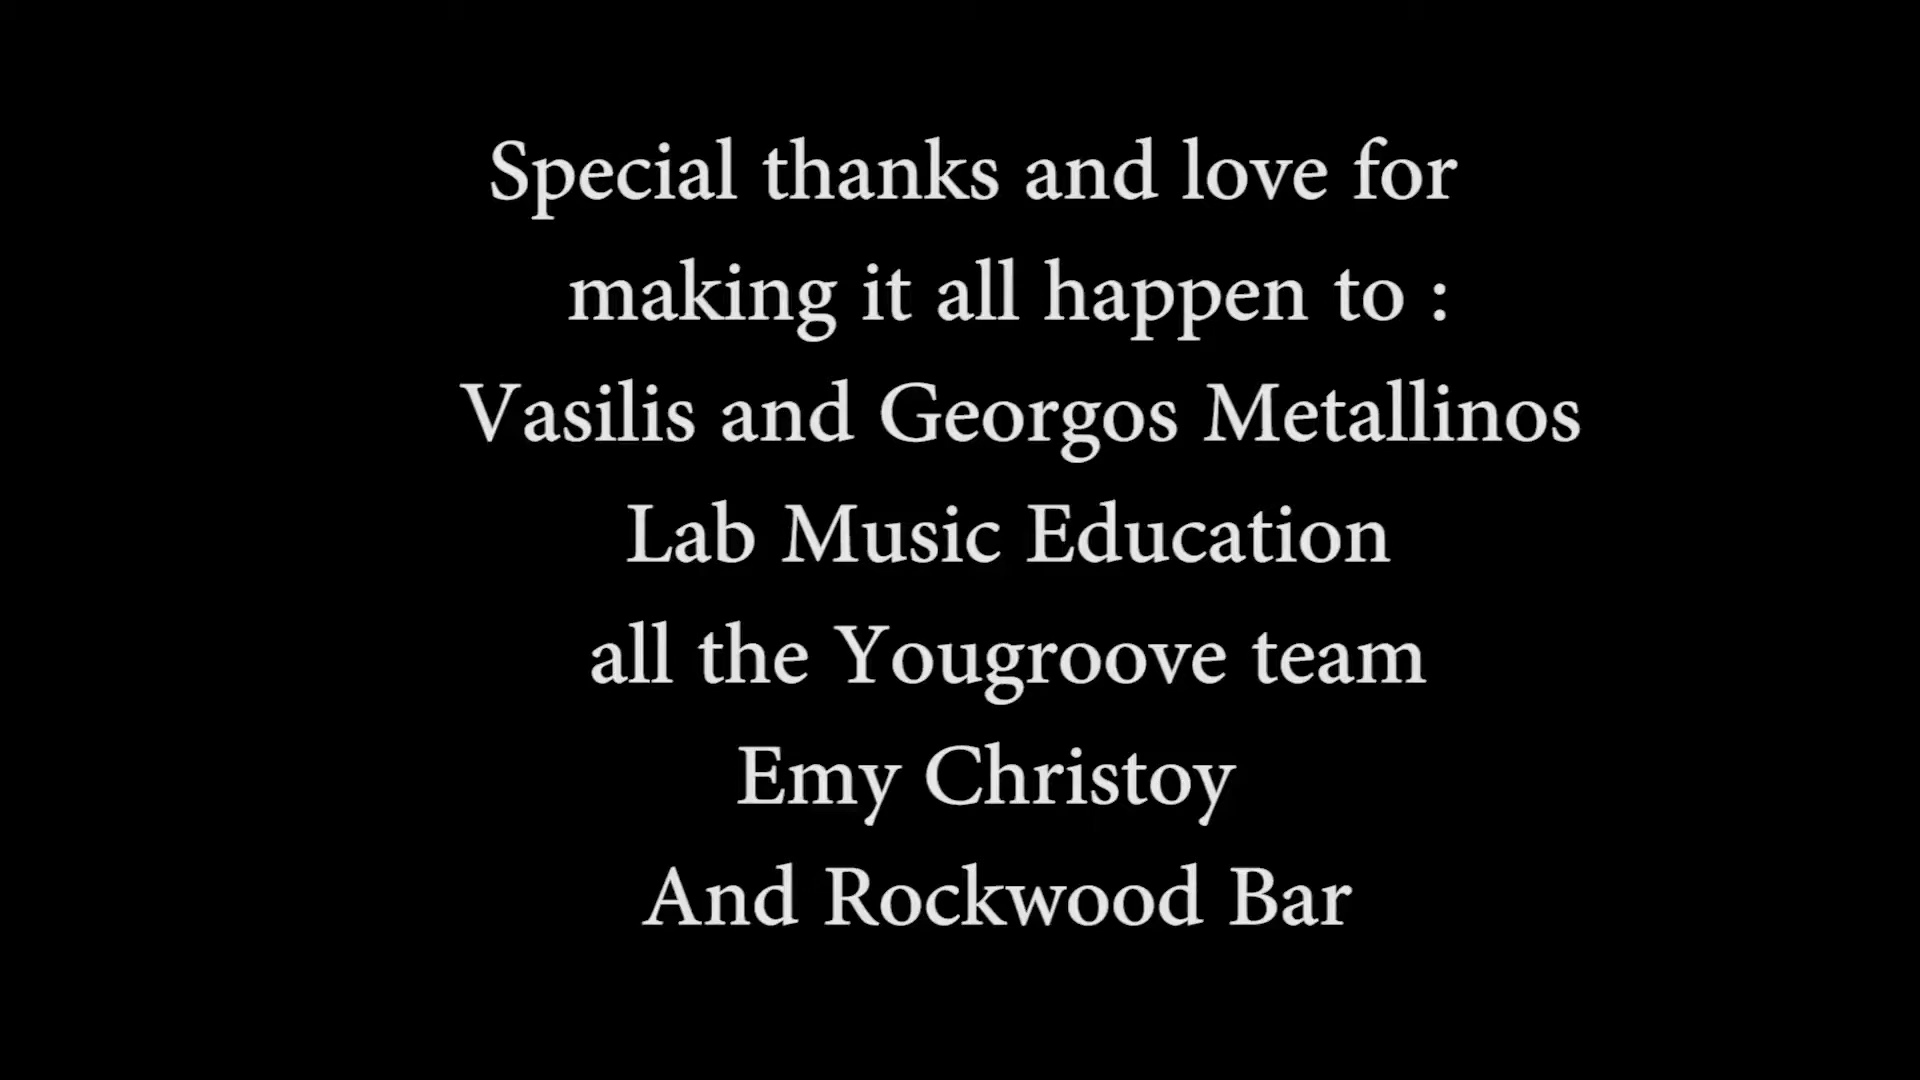 Special thanks and love for
making it all happen to :
Vasilis and Georgos Metallinos
Lab Music Education
all the Yougroove team
Emy Christoy
And Rockwood Bar